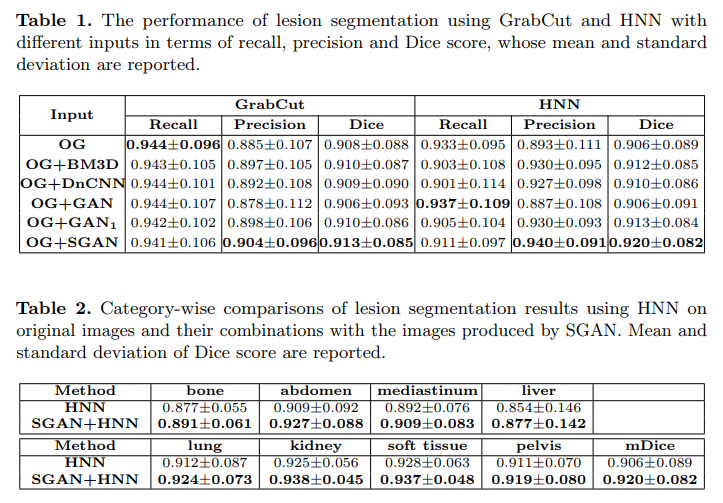 Table 1. The performance of lesion segmentation using GrabCut and HNN with
different inputs in terms of recall, precision and Dice score, whose mean and standard
deviation are reported.
Input GrabCut HNN
Recall Precision Dice Recall Precision Dice
OG 0.944±0.096 0.885±0.107 0.908±0.088 0.933±0.095 0.893±0.111 0.906±0.089
OG+BM3D 0.943±0.105 0.897±0.105 0.910±0.087 0.903±0.108 0.930±0.095 0.912±0.085
OG+DnCNN 0.944±0.101 0.892±0.108 0.909±0.090 0.901±0.114 0.927±0.098 0.910±0.086
OG+GAN 0.944±0.107 0.878±0.112 0.906±0.093 0.937±0.109 0.887±0.108 0.906±0.091
OG+GAN₁ 0.942±0.102 0.898±0.106 0.910±0.086 0.905±0.104 0.930±0.093 0.913±0.084
OG+SGAN 0.941±0.106 0.904±0.096 0.913±0.085 0.911±0.097 0.940±0.091 0.920±0.082
Table 2. Category-wise comparisons of lesion segmentation results using HNN on
original images and their combinations with the images produced by SGAN. Mean and
standard deviation of Dice score are reported.
Method bone abdomen mediastinum liver
HNN 0.877±0.055 0.909±0.092 0.892±0.076 0.854±0.146
SGAN+HNN 0.891±0.061 0.927±0.088 0.909±0.083 0.877±0.142
Method lung kidney soft tissue pelvis mDice
HNN 0.912±0.087 0.925±0.056 0.928±0.063 0.911±0.070 0.906±0.089
SGAN+HNN 0.924±0.073 0.938±0.045 0.937±0.048 0.919±0.080 0.920±0.082